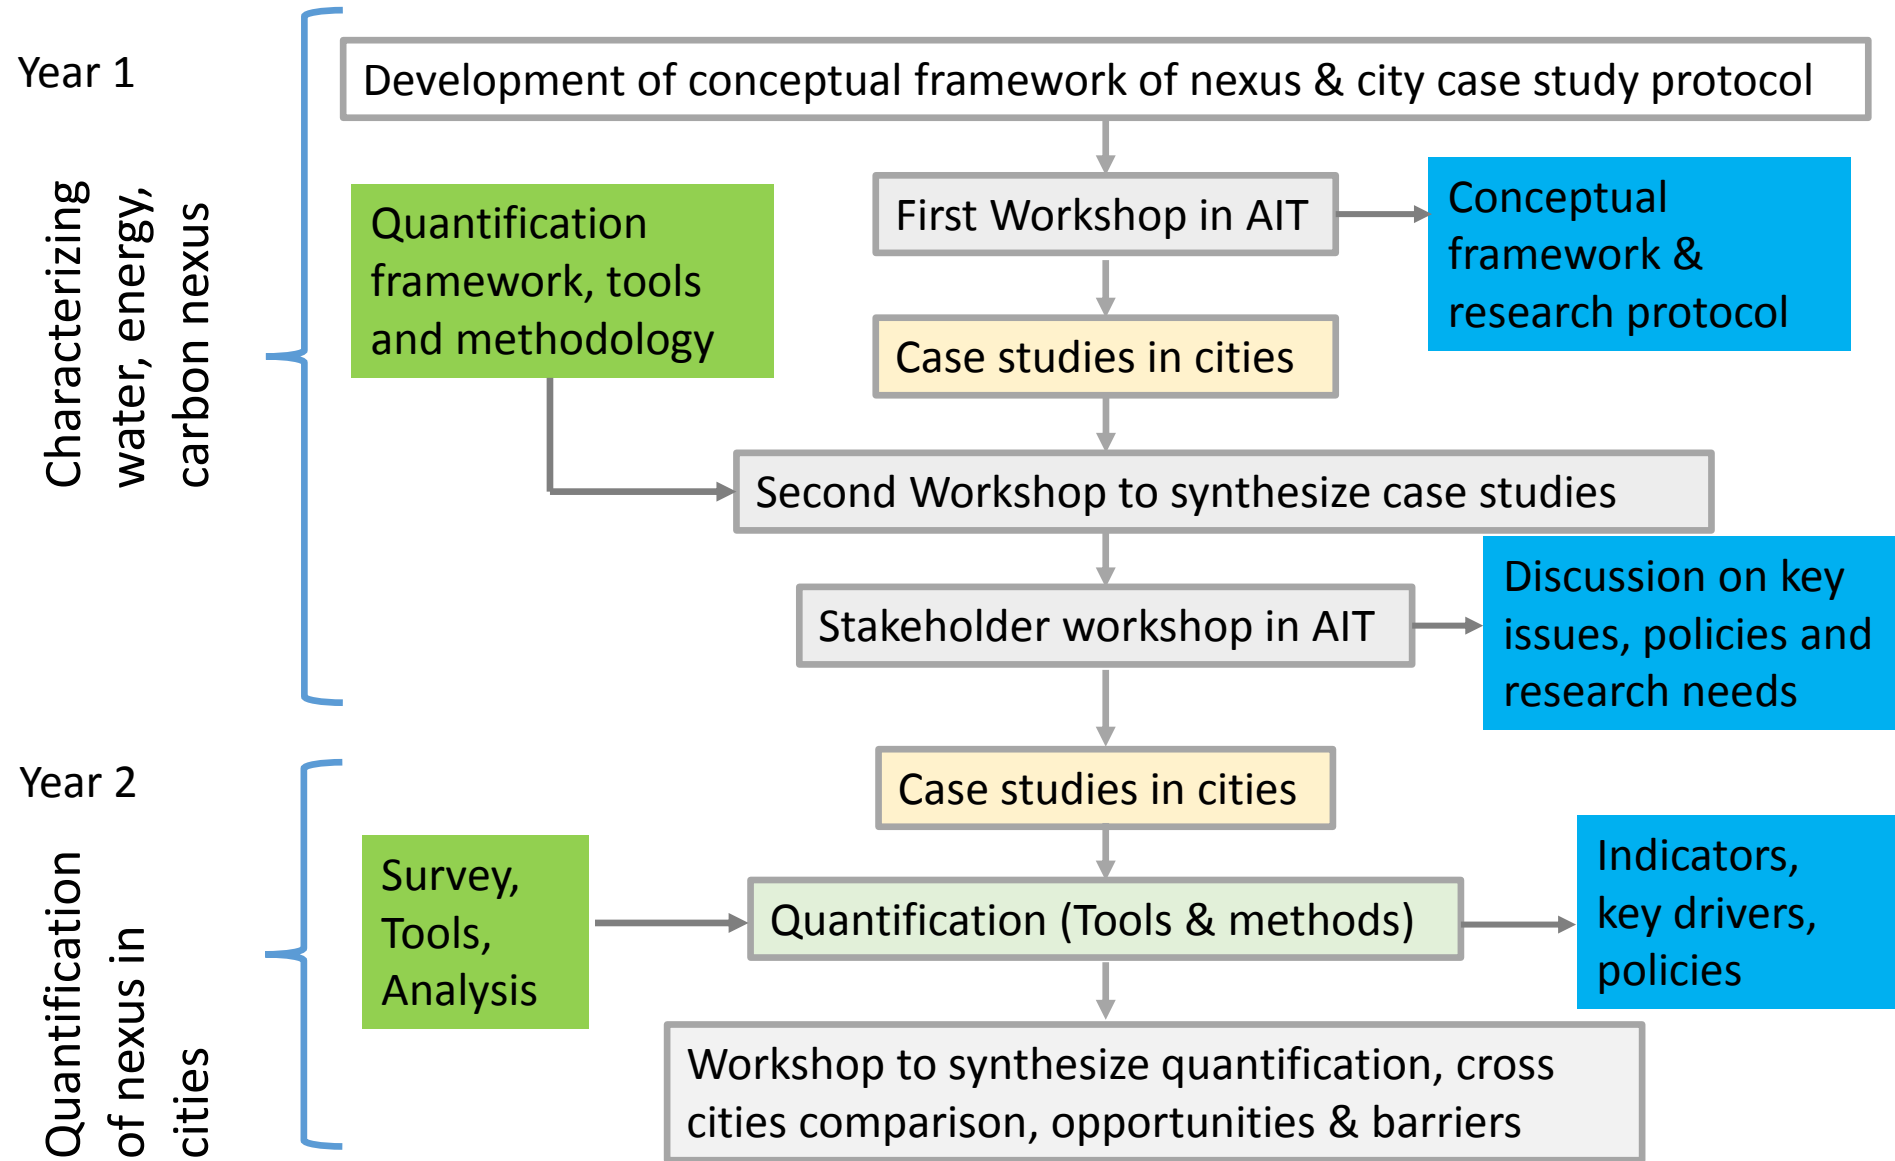 Year 1
Characterizing
water, energy,
carbon nexus
Development of conceptual framework of nexus & city case study protocol
First Workshop in AIT
Conceptual
framework &
research protocol
Quantification
framework, tools
and methodology
Case studies in cities
Second Workshop to synthesize case studies
Stakeholder workshop in AIT
Discussion on key
issues, policies and
research needs
Year 2
Quantification
of nexus in
cities
Case studies in cities
Survey,
Tools,
Analysis
Quantification (Tools & methods)
Indicators,
key drivers,
policies
Workshop to synthesize quantification, cross
cities comparison, opportunities & barriers